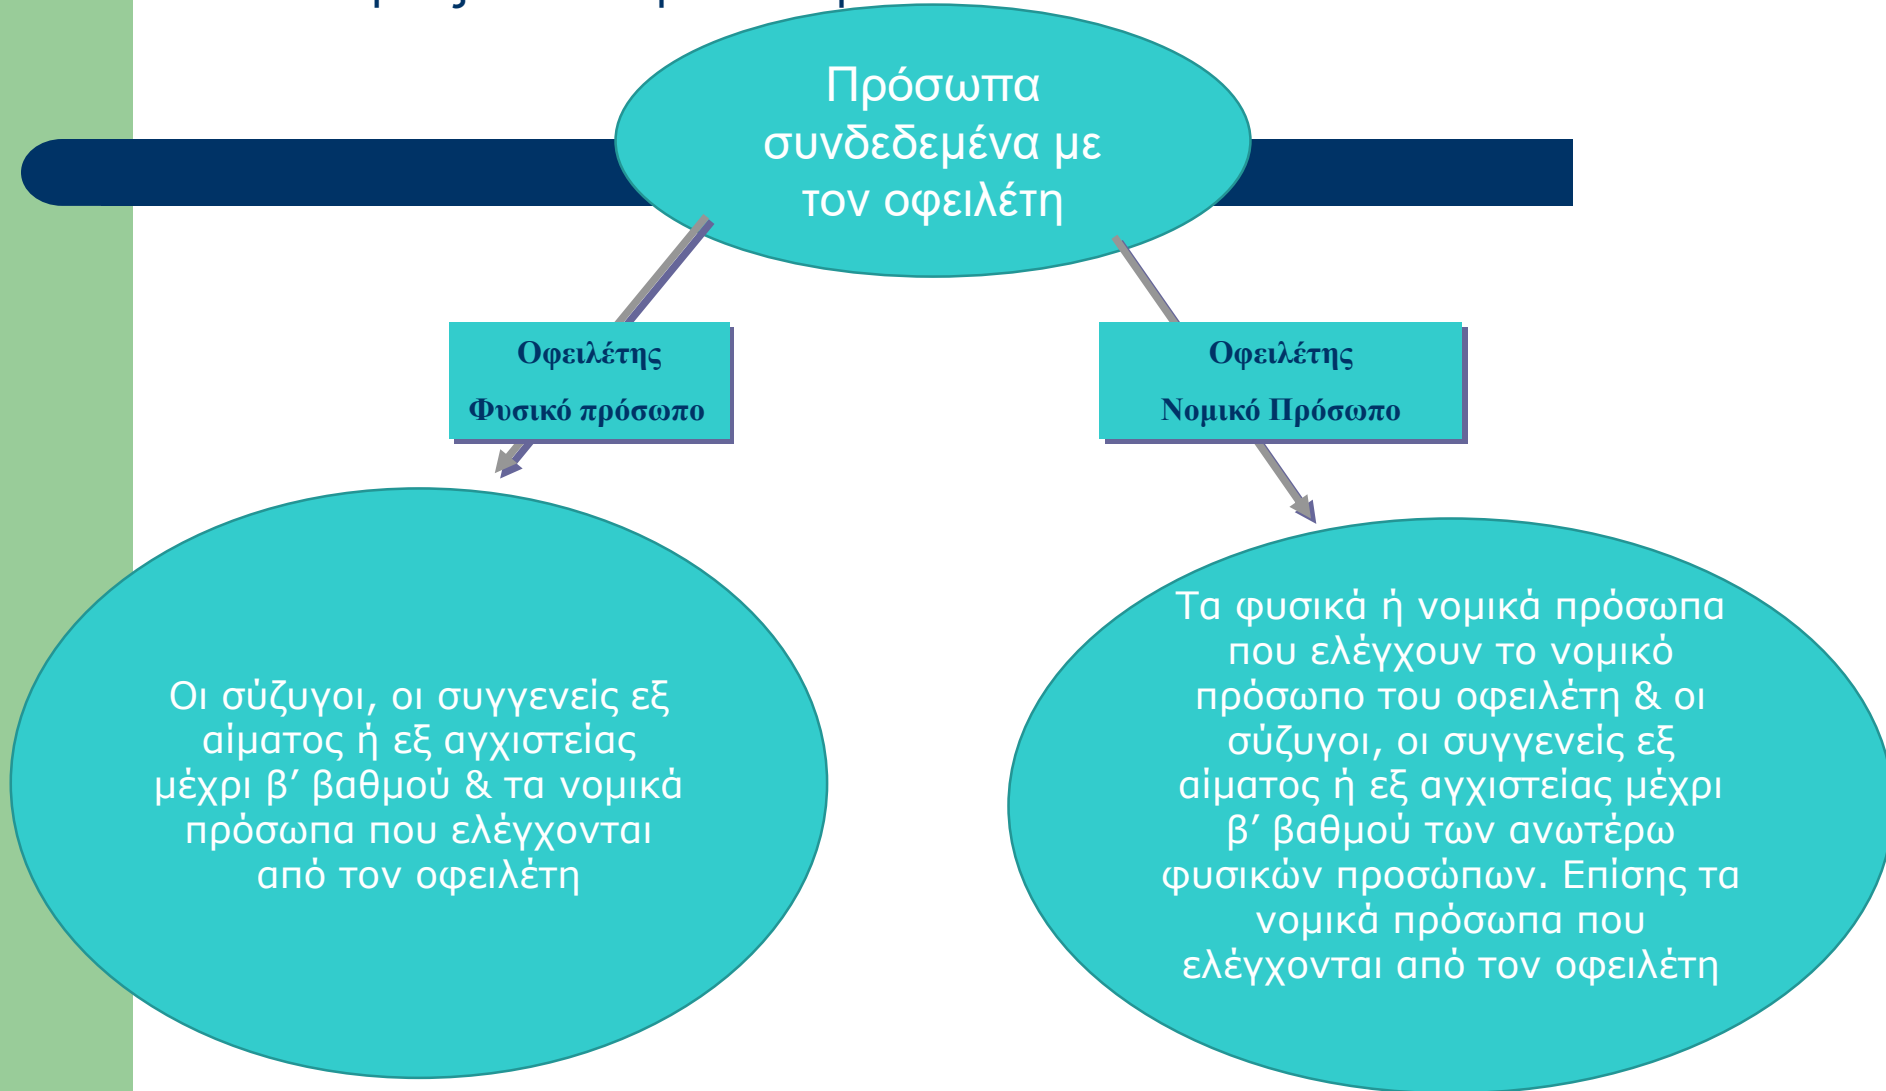 Πρόσωπα
συνδεδεμένα με
τον οφειλέτη
Οφειλέτης
Φυσικό πρόσωπο
Οφειλέτης
Νομικό Πρόσωπο
Οι σύζυγοι, οι συγγενείς εξ
αίματος ή εξ αγχιστείας
μέχρι β’ βαθμού & τα νομικά
πρόσωπα που ελέγχονται
από τον οφειλέτη
Τα φυσικά ή νομικά πρόσωπα
που ελέγχουν το νομικό
πρόσωπο του οφειλέτη & οι
σύζυγοι, οι συγγενείς εξ
αίματος ή εξ αγχιστείας μέχρι
β’ βαθμού των ανωτέρω
φυσικών προσώπων. Επίσης τα
νομικά πρόσωπα που
ελέγχονται από τον οφειλέτη